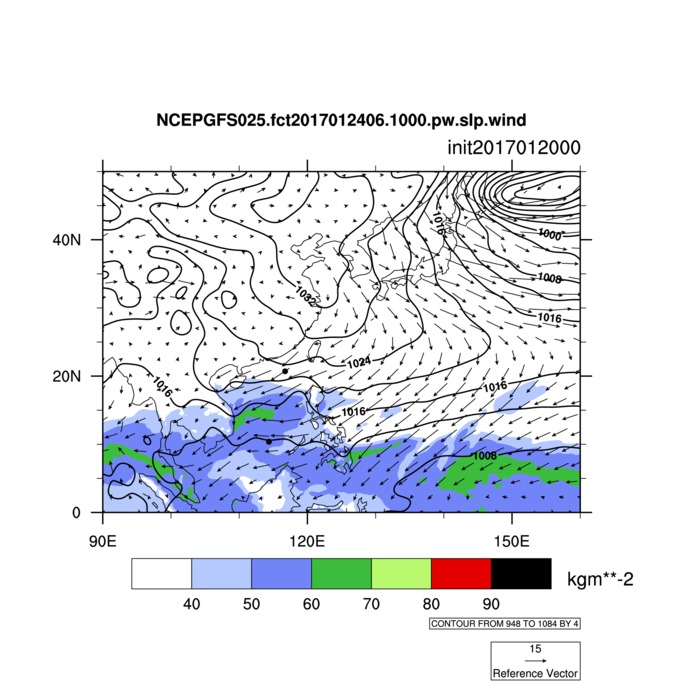 NCEPGFS025.fct2017012406.1000.pw.slp.wind
init2017012000
1000
1016
40N
1008
1032
1016
1024
20N
1016
1016
1016
1008
0
90E 120E 150E
40 50 60 70 80 90
kgm**-2
CONTOUR FROM 948 TO 1084 BY 4
15
Reference Vector